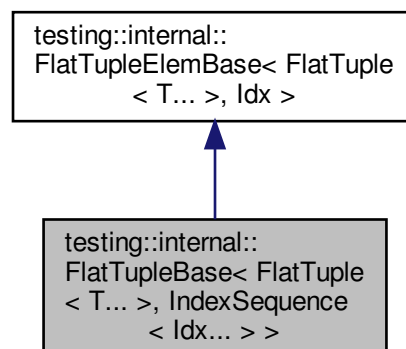 testing::internal::
FlatTupleElemBase< FlatTuple
< T... >, Idx >
testing::internal::
FlatTupleBase< FlatTuple
< T... >, IndexSequence
< Idx... > >